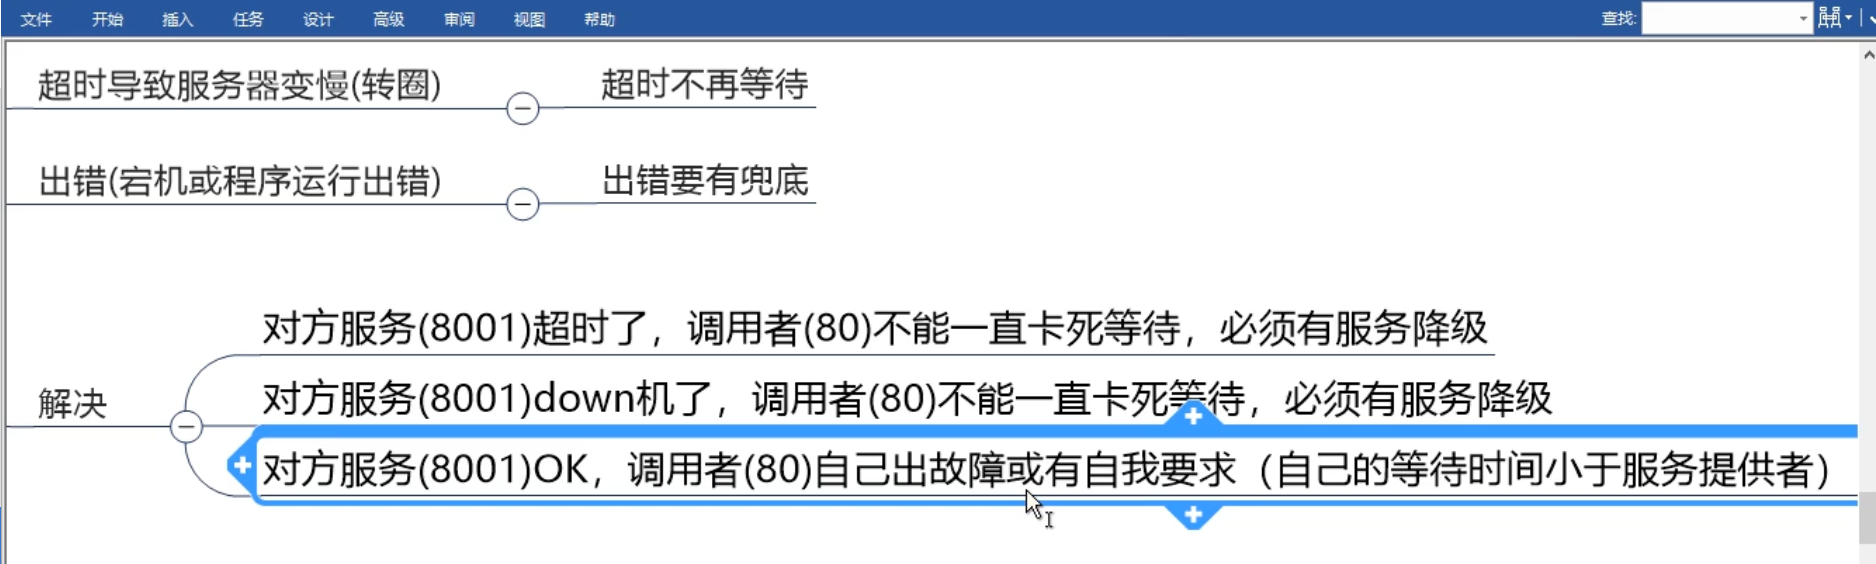 文件 开始 插入 任务 设计 高级 审阅 视图 帮助 查找:
超时导致服务器变慢(转圈) 超时不再等待
出错(宕机或程序运行出错) 出错要有兜底
对方服务(8001)超时了，调用者(80)不能一直卡死等待，必须有服务降级
对方服务(8001)down机了，调用者(80)不能一直卡死等待，必须有服务降级
解决
对方服务(8001)OK，调用者(80)自己出故障或有自我要求（自己的等待时间小于服务提供者）